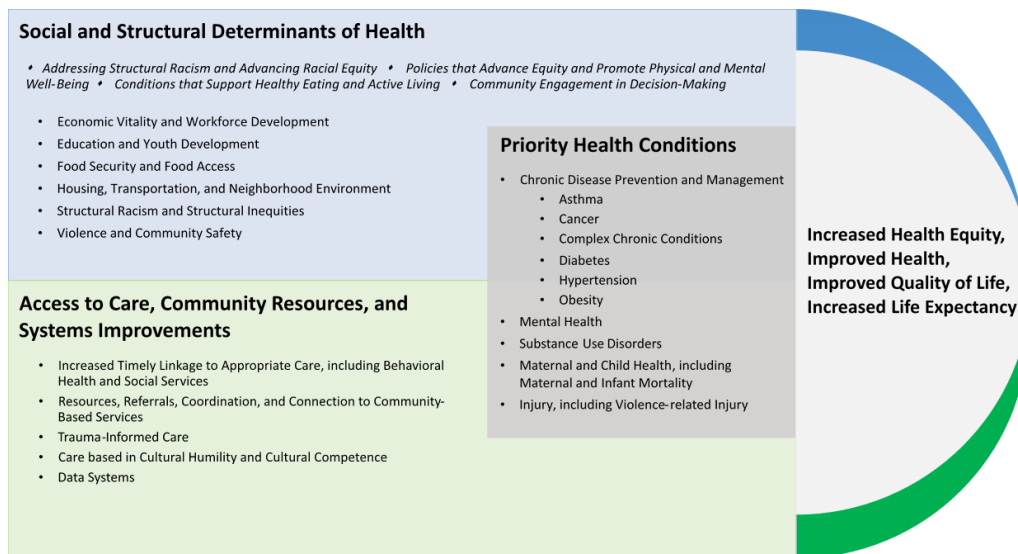 Social and Structural Determinants of Health
♦ Addressing Structural Racism and Advancing Racial Equity ♦ Policies that Advance Equity and Promote Physical and Mental
Well-Being ♦ Conditions that Support Healthy Eating and Active Living ♦ Community Engagement in Decision-Making
• Economic Vitality and Workforce Development
• Education and Youth Development
• Food Security and Food Access
• Housing, Transportation, and Neighborhood Environment
• Structural Racism and Structural Inequities
• Violence and Community Safety
Access to Care, Community Resources, and
Systems Improvements
• Increased Timely Linkage to Appropriate Care, including Behavioral
Health and Social Services
• Resources, Referrals, Coordination, and Connection to Community-
Based Services
• Trauma-Informed Care
• Care based in Cultural Humility and Cultural Competence
• Data Systems
Priority Health Conditions
• Chronic Disease Prevention and Management
• Asthma
• Cancer
• Complex Chronic Conditions
• Diabetes
• Hypertension
• Obesity
• Mental Health
• Substance Use Disorders
• Maternal and Child Health, including
Maternal and Infant Mortality
• Injury, including Violence-related Injury
Increased Health Equity,
Improved Health,
Improved Quality of Life,
Increased Life Expectancy